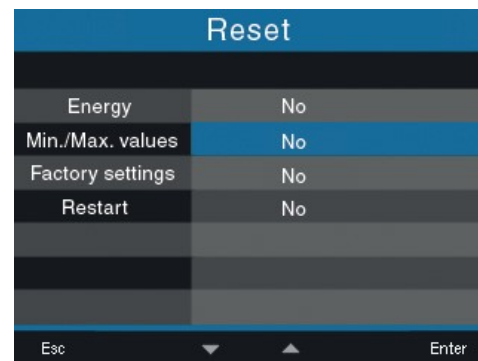 Reset
Energy No
Min./Max. values No
Factory settings No
Restart No
Esc Enter